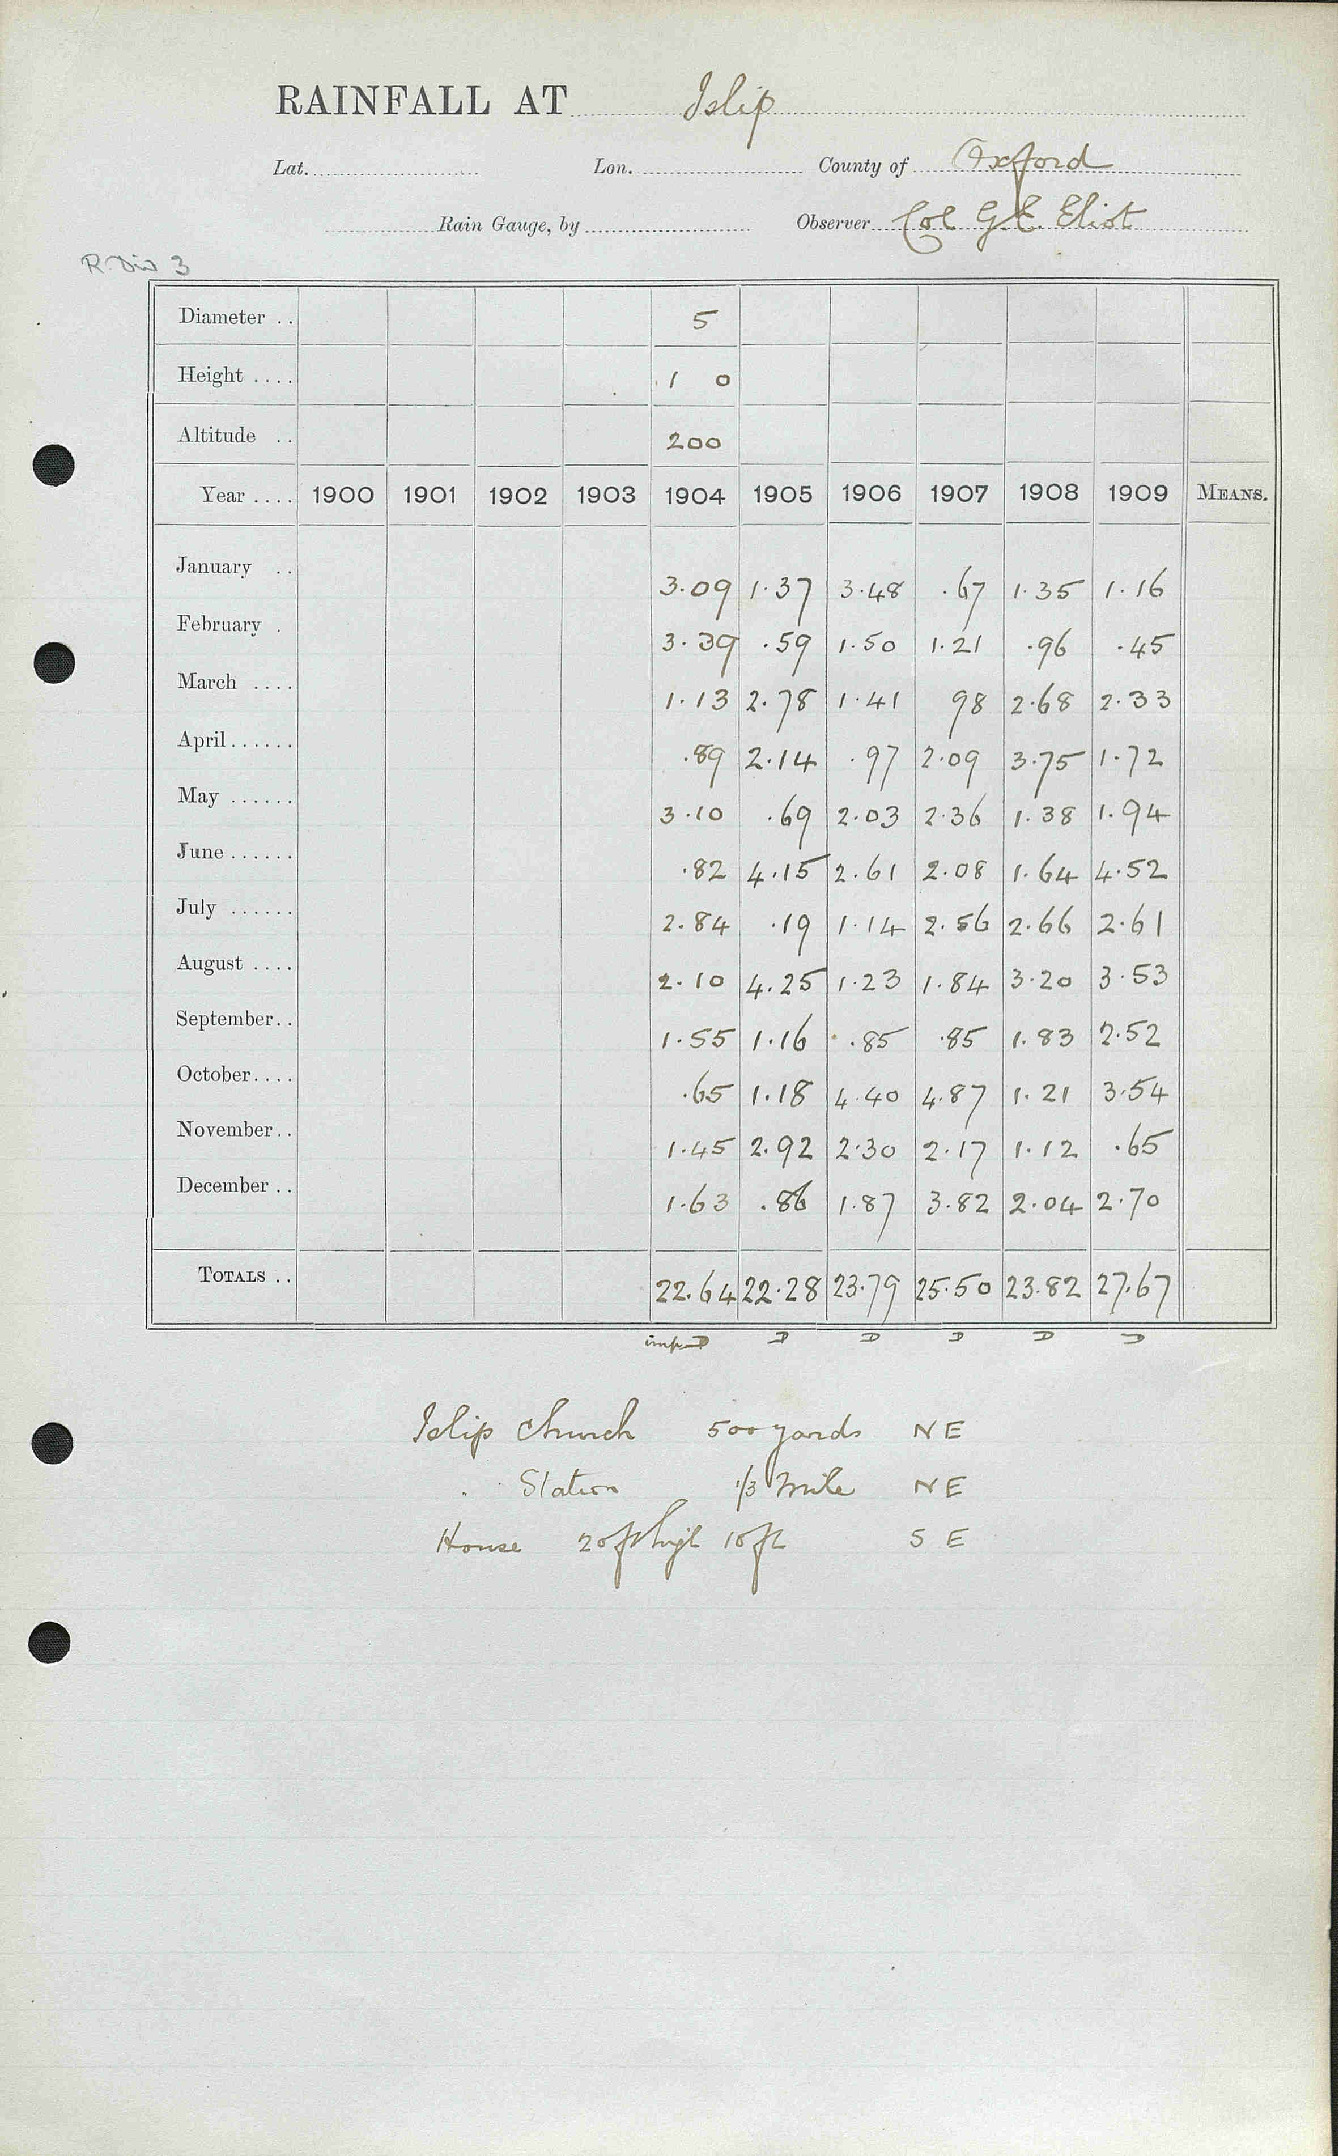 RAINFALL AT Islip
Lat. Lon. County of Oxford
Rain Gauge, by Observer Col G. E. Eliot
R. Div 3
Diameter .. 5
Height .... 1 0
Altitude .. 200
Year .... 1900 1901 1902 1903 1904 1905 1906 1907 1908 1909 MEANS.
January .. 3.09 1.37 3.48 .67 1.35 1.16
February . 3.39 .59 1.50 1.21 .96 .45
March .... 1.13 2.78 1.41 98 2.68 2.33
April...... .89 2.14 .97 2.09 3.75 1.72
May ...... 3.10 .69 2.03 2.36 1.38 1.94
June...... .82 4.15 2.61 2.08 1.64 4.52
July ...... 2.84 .19 1.14 2.56 2.66 2.61
August .... 2.10 4.25 1.23 1.84 3.20 3.53
September.. 1.55 1.16 .85 .85 1.83 2.52
October.... .65 1.18 4.40 4.87 1.21 3.54
November.. 1.45 2.92 2.30 2.17 1.12 .65
December .. 1.63 .86 1.87 3.82 2.04 2.70
TOTALS .. 22.64 22.28 23.79 25.50 23.82 27.67
D D D D D
Islip Church 500 yards NE
Station 1/3 mile NE
House 20ft high 10ft S E